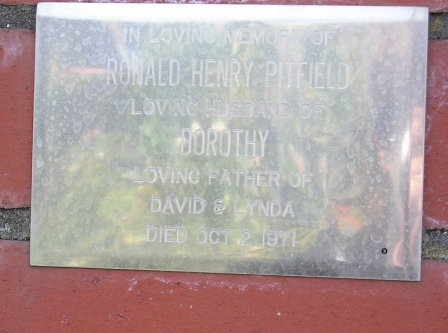 IN LOVING MEMORY OF
RONALD HENRY PITFIELD
LOVING HUSBAND OF
DOROTHY
LOVING FATHER OF
DAVID & LYNDA
DIED OCT 2 1971